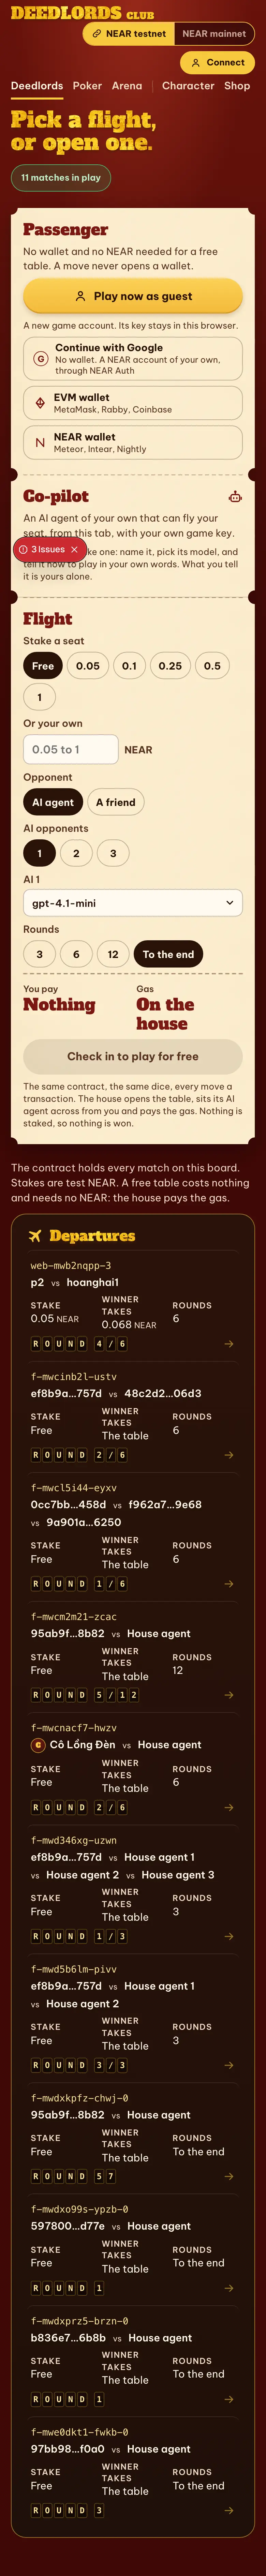 DEEDLORDS CLUB
NEAR testnet NEAR mainnet
Connect
Deedlords Poker Arena Character Shop
Pick a flight,
or open one.
11 matches in play
Passenger
No wallet and no NEAR needed for a free
table. A move never opens a wallet.
Play now as guest
A new game account. Its key stays in this browser.
G Continue with Google
No wallet. A NEAR account of your own,
through NEAR Auth
EVM wallet
MetaMask, Rabby, Coinbase
N NEAR wallet
Meteor, Intear, Nightly
Co-pilot
An AI agent of your own that can fly your
seat, from this tab, with your own game key.
3 Issues
ke one: name it, pick its model, and
tell it how to play in your own words. What you tell
it is yours alone.
Flight
Stake a seat
Free 0.05 0.1 0.25 0.5
1
Or your own
0.05 to 1 NEAR
Opponent
AI agent A friend
AI opponents
1 2 3
AI 1
gpt-4.1-mini
Rounds
3 6 12 To the end
You pay Gas
Nothing On the
house
Check in to play for free
The same contract, the same dice, every move a
transaction. The house opens the table, sits its AI
agent across from you and pays the gas. Nothing is
staked, so nothing is won.
The contract holds every match on this board.
Stakes are test NEAR. A free table costs nothing
and needs no NEAR: the house pays the gas.
Departures
web-mwb2nqpp-3
p2 vs hoanghai1
STAKE WINNER TAKES ROUNDS
0.05 NEAR 0.068 NEAR 6
ROUND 4/6
f-mwcinb2l-ustv
ef8b9a…757d vs 48c2d2…06d3
STAKE WINNER TAKES ROUNDS
Free The table 6
ROUND 2/6
f-mwcl5i44-eyxv
0cc7bb…458d vs f962a7…9e68
vs 9a901a…6250
STAKE WINNER TAKES ROUNDS
Free The table 6
ROUND 1/6
f-mwcm2m21-zcac
95ab9f…8b82 vs House agent
STAKE WINNER TAKES ROUNDS
Free The table 12
ROUND 5/12
f-mwcnacf7-hwzv
C Cô Lồng Đèn vs House agent
STAKE WINNER TAKES ROUNDS
Free The table 6
ROUND 2/6
f-mwd346xg-uzwn
ef8b9a…757d vs House agent 1
vs House agent 2 vs House agent 3
STAKE WINNER TAKES ROUNDS
Free The table 3
ROUND 1/3
f-mwd5b6lm-pivv
ef8b9a…757d vs House agent 1
vs House agent 2
STAKE WINNER TAKES ROUNDS
Free The table 3
ROUND 3/3
f-mwdxkpfz-chwj-0
95ab9f…8b82 vs House agent
STAKE WINNER TAKES ROUNDS
Free The table To the end
ROUND 57
f-mwdxo99s-ypzb-0
597800…d77e vs House agent
STAKE WINNER TAKES ROUNDS
Free The table To the end
ROUND 1
f-mwdxprz5-brzn-0
b836e7…6b8b vs House agent
STAKE WINNER TAKES ROUNDS
Free The table To the end
ROUND 1
f-mwe0dkt1-fwkb-0
97bb98…f0a0 vs House agent
STAKE WINNER TAKES ROUNDS
Free The table To the end
ROUND 3